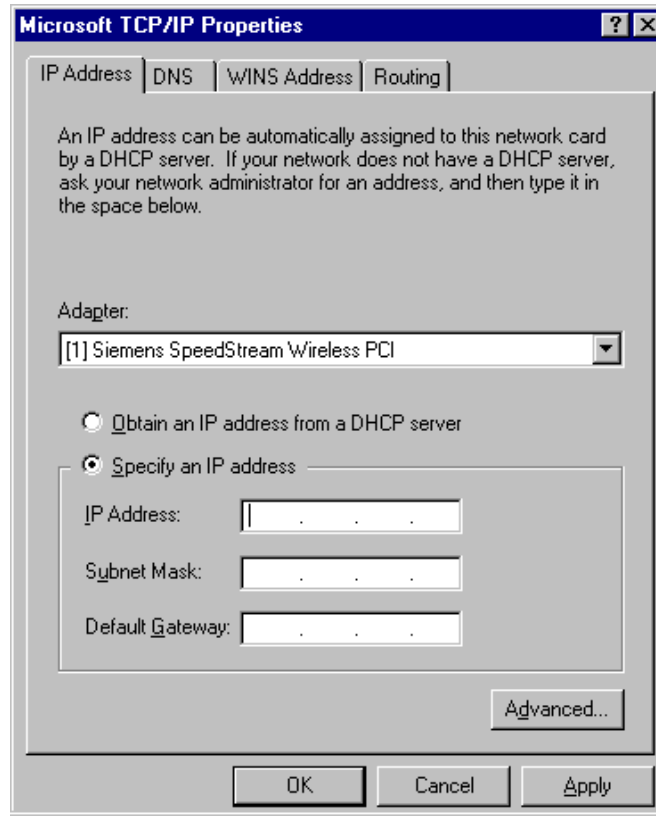 Microsoft TCP/IP Properties
IP Address DNS WINS Address Routing
An IP address can be automatically assigned to this network card
by a DHCP server. If your network does not have a DHCP server,
ask your network administrator for an address, and then type it in
the space below.
Adapter:
[1] Siemens SpeedStream Wireless PCI
Obtain an IP address from a DHCP server
Specify an IP address
IP Address: . . .
Subnet Mask: . . .
Default Gateway: . . .
Advanced...
OK Cancel Apply